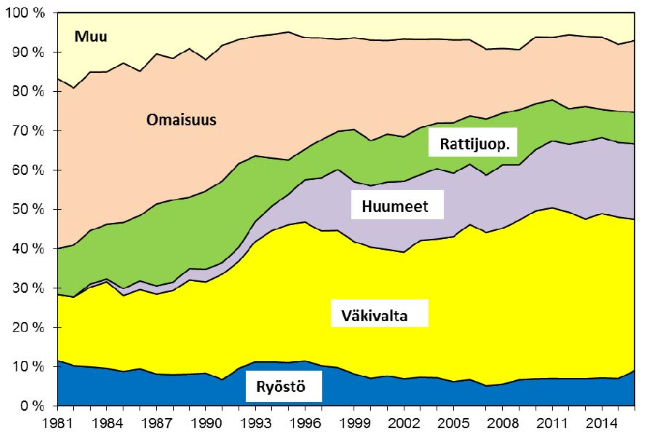 100 %
90 %
80 %
70 %
60 %
50 %
40 %
30 %
20 %
10 %
0 %
Muu
Omaisuus
Rattijuop.
Huumeet
Väkivalta
Ryöstö
1981 1984 1987 1990 1993 1996 1999 2002 2005 2008 2011 2014